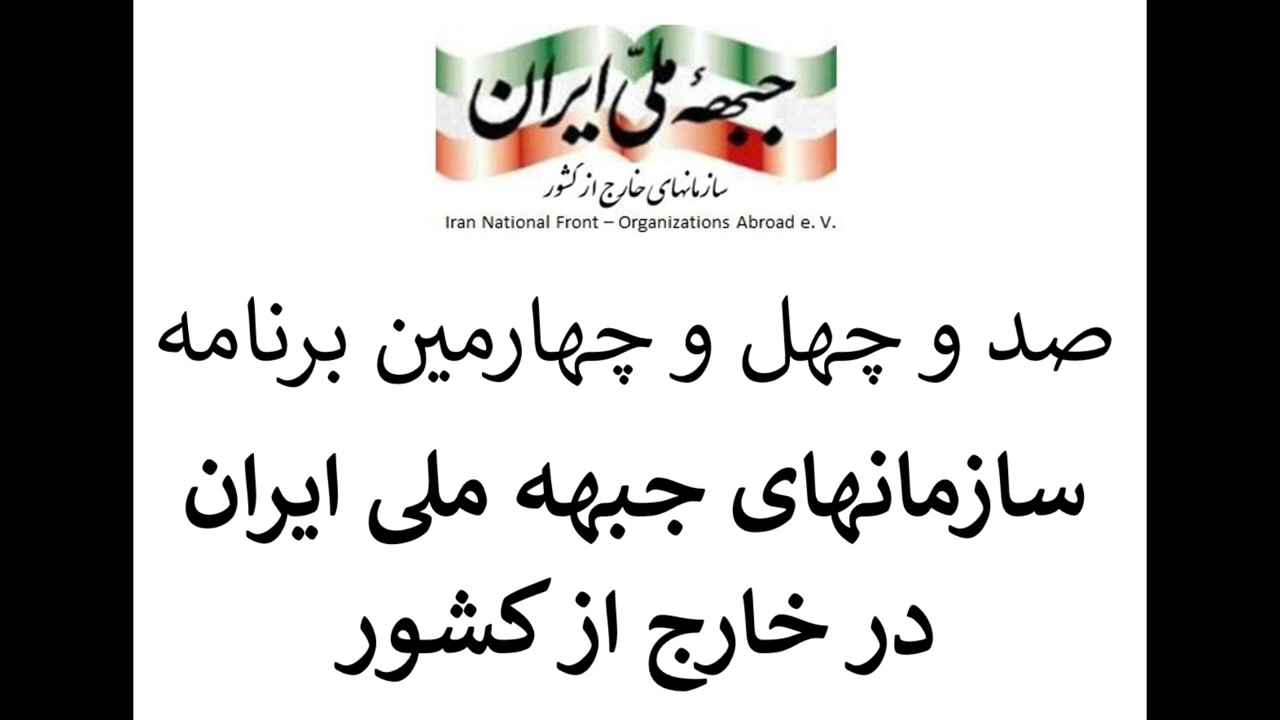 جبههٔ ملّی ایران
سازمانهای خارج از کشور
Iran National Front – Organizations Abroad e. V.
صد و چهل و چهارمین برنامه
سازمانهای جبهه ملی ایران
در خارج از کشور